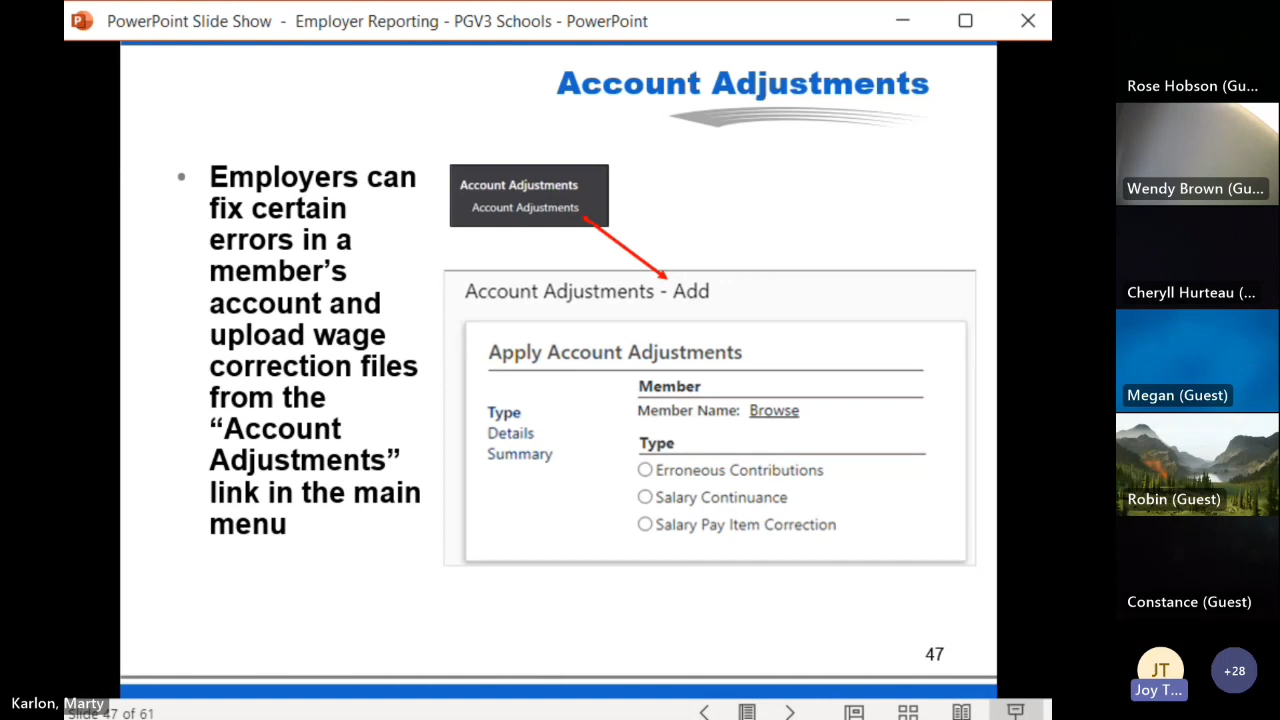 PowerPoint Slide Show - Employer Reporting - PGV3 Schools - PowerPoint
Account Adjustments
• Employers can
fix certain
errors in a
member’s
account and
upload wage
correction files
from the
“Account
Adjustments”
link in the main
menu
Account Adjustments
Account Adjustments
Account Adjustments - Add
Apply Account Adjustments
Type
Details
Summary
Member
Member Name: Browse
Type
Erroneous Contributions
Salary Continuance
Salary Pay Item Correction
47
Slide 47 of 61
Karlon, Marty
Rose Hobson (Gu...
Wendy Brown (Gu...
Cheryll Hurteau (...
Megan (Guest)
Robin (Guest)
Constance (Guest)
JT
Joy T...
+28